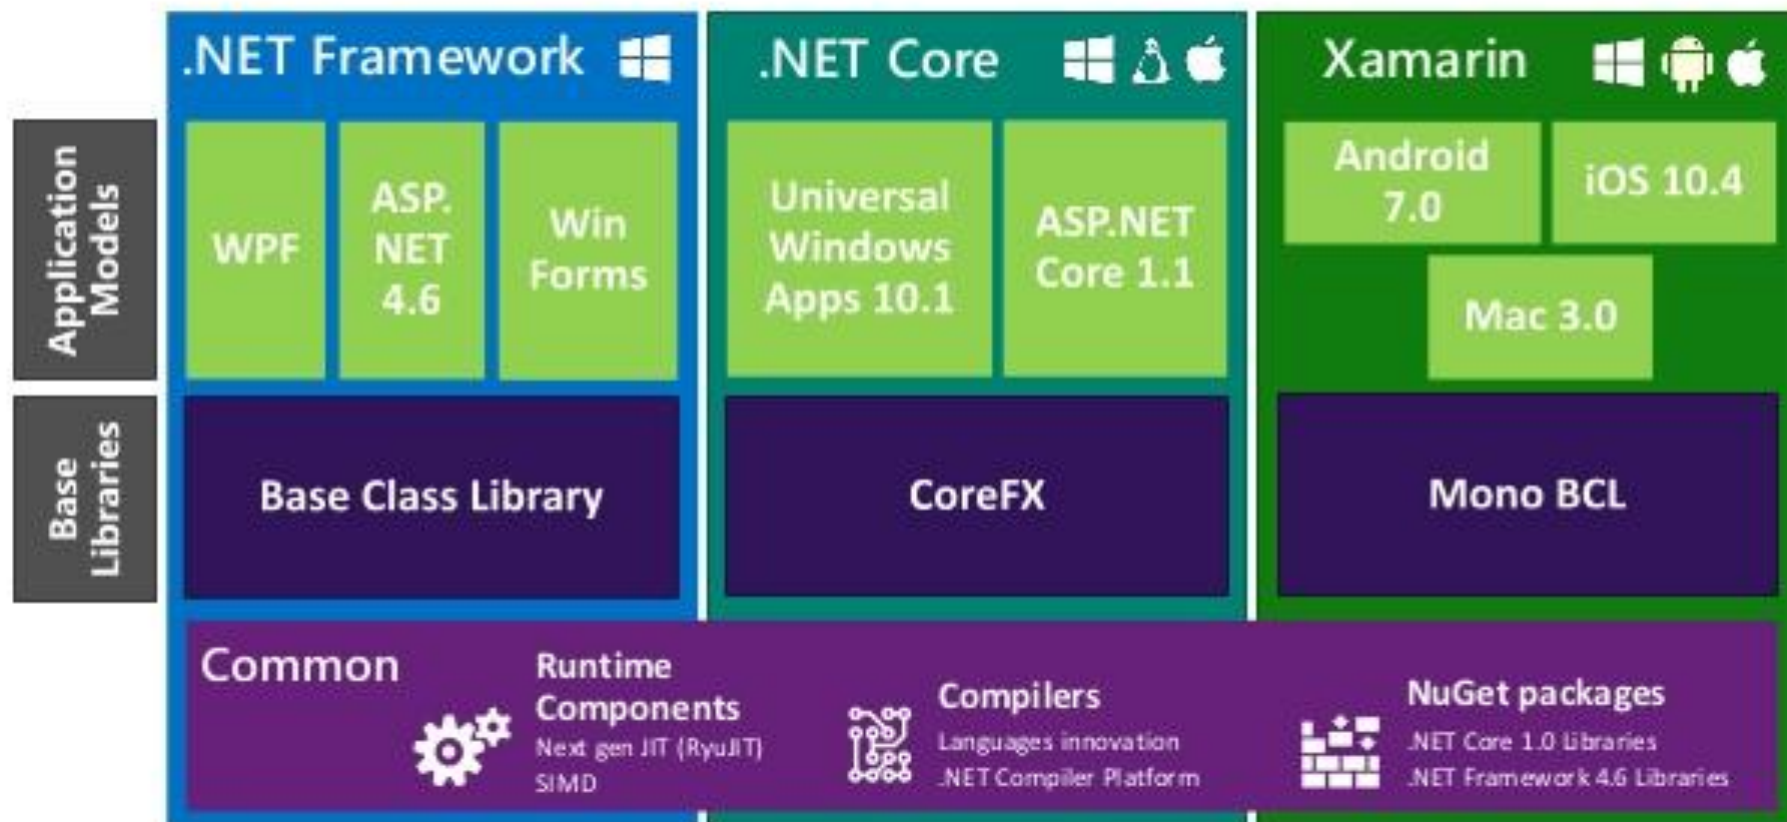 .NET Framework
.NET Core
Xamarin
Application
Models
WPF
ASP.
NET
4.6
Win
Forms
Universal
Windows
Apps 10.1
ASP.NET
Core 1.1
Android
7.0
iOS 10.4
Mac 3.0
Base
Libraries
Base Class Library
CoreFX
Mono BCL
Common
Runtime
Components
Next gen JIT (RyuJIT)
SIMD
Compilers
Languages innovation
.NET Compiler Platform
NuGet packages
.NET Core 1.0 Libraries
.NET Framework 4.6 Libraries